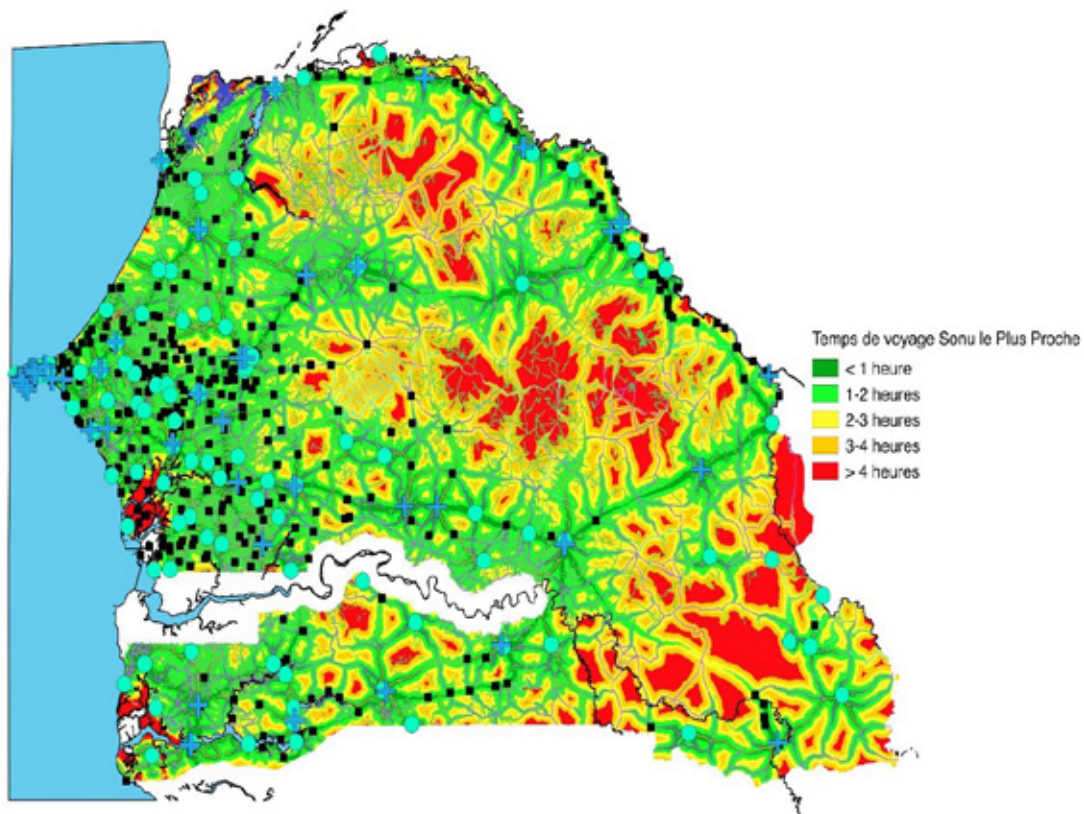 Temps de voyage Sonu le Plus Proche
< 1 heure
1-2 heures
2-3 heures
3-4 heures
> 4 heures